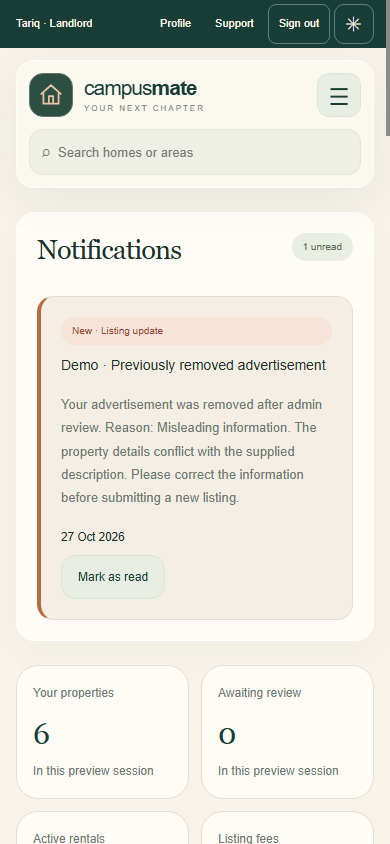 Tariq · Landlord Profile Support Sign out
campusmate
YOUR NEXT CHAPTER
Search homes or areas
Notifications
1 unread
New · Listing update
Demo · Previously removed advertisement
Your advertisement was removed after admin
review. Reason: Misleading information. The
property details conflict with the supplied
description. Please correct the information
before submitting a new listing.
27 Oct 2026
Mark as read
Your properties
6
In this preview session
Awaiting review
0
In this preview session
Active rentals
Listing fees